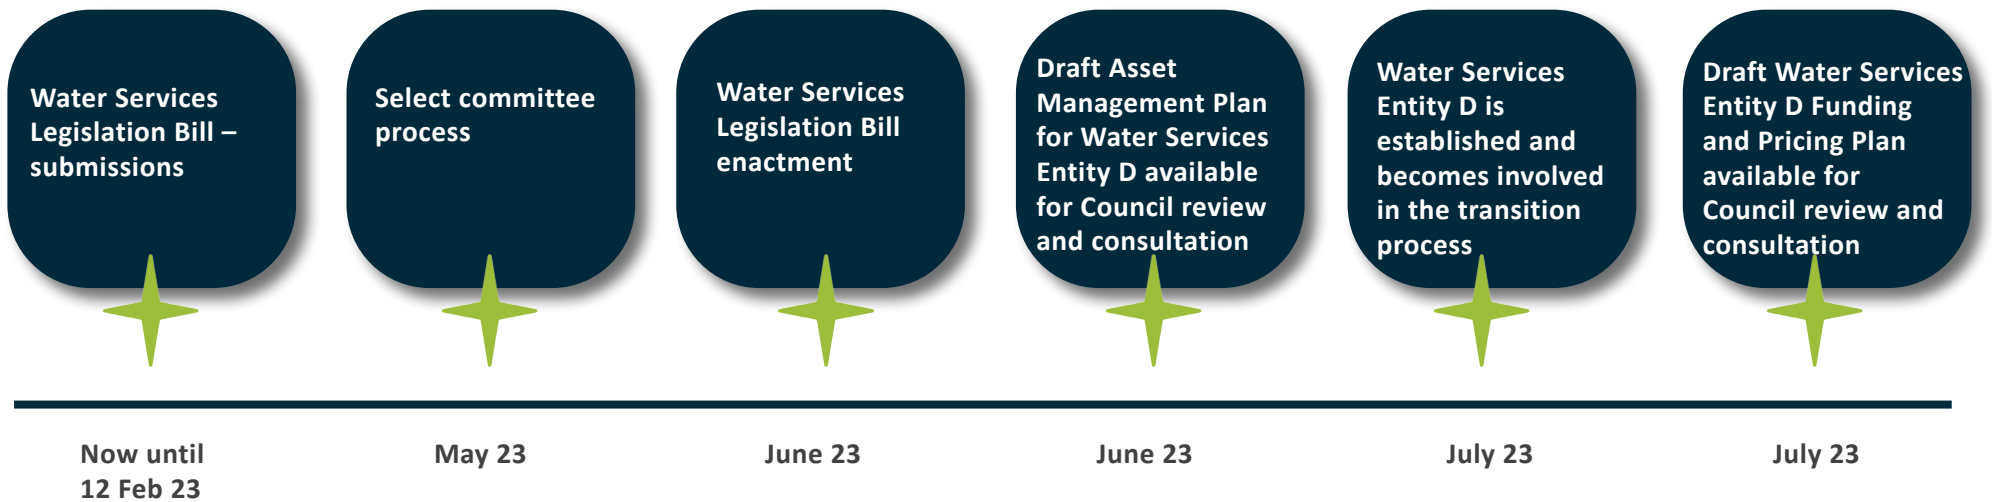 Water Services
Legislation Bill –
submissions
Select committee
process
Water Services
Legislation Bill
enactment
Draft Asset
Management Plan
for Water Services
Entity D available
for Council review
and consultation
Water Services
Entity D is
established and
becomes involved
in the transition
process
Draft Water Services
Entity D Funding
and Pricing Plan
available for
Council review and
consultation
Now until
12 Feb 23
May 23
June 23
June 23
July 23
July 23